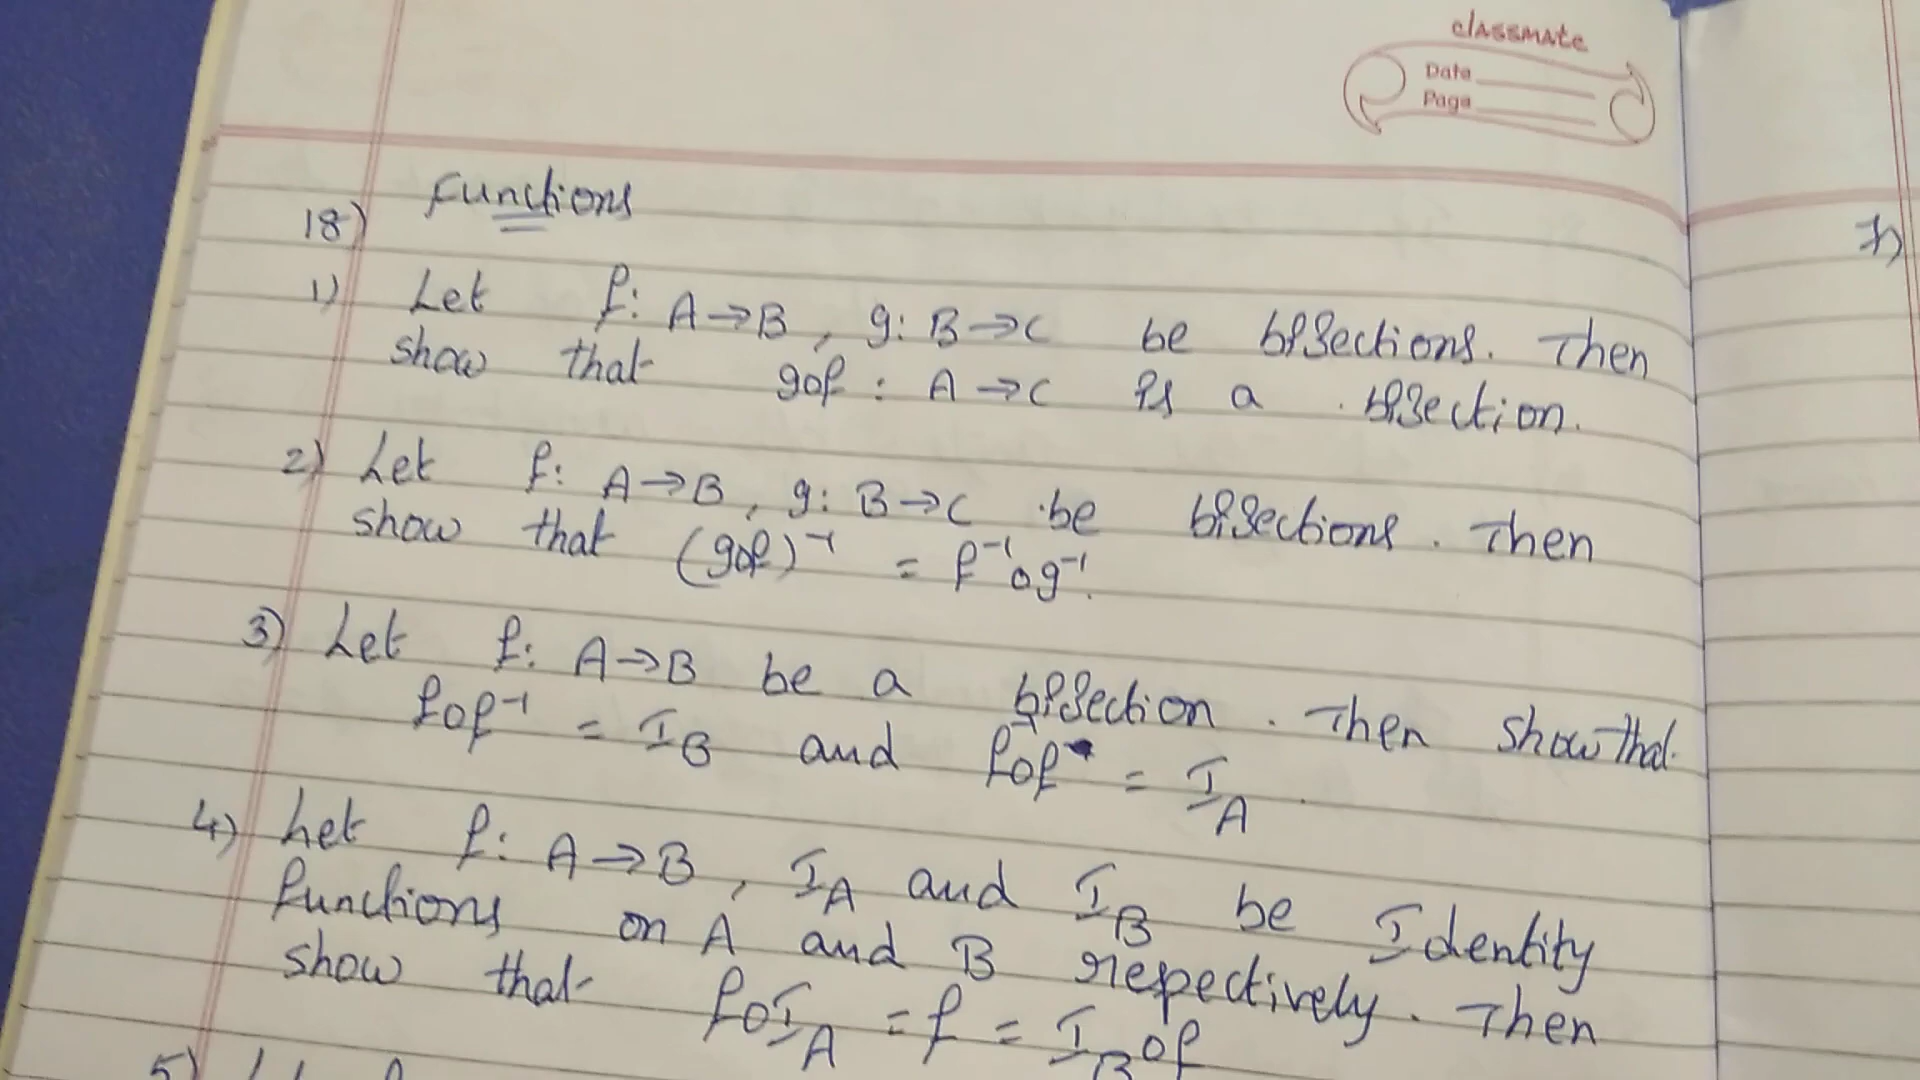 classmate
Date
Page
Functions
18)
1) Let f: A→B, g: B→C be bijections. Then
show that gof : A→C is a bijection.
2) Let f: A→B, g: B→C be bijections. Then
show that (gof)⁻¹ = f⁻¹og⁻¹.
3) Let f: A→B be a bijection. Then show that
fof⁻¹ = I_B and f⁻¹of = I_A.
4) Let f: A→B, I_A and I_B be Identity
functions on A and B respectively. Then
show that foI_A = f = I_Bof
5)